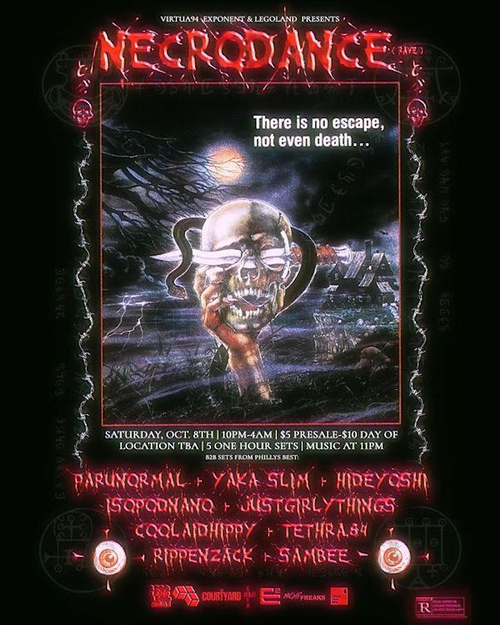 VIRTUA94 EXPONENT & LEGOLAND PRESENTS
NECRODANCE
(RAVE)
There is no escape,
not even death...
SATURDAY, OCT. 8TH | 10PM-4AM | $5 PRESALE-$10 DAY OF
LOCATION TBA | 5 ONE HOUR SETS | MUSIC AT 11PM
B2B SETS FROM PHILLYS BEST:
PARUNORMAL + YAKA SLIM + HIDEYOSHI
ISOPODNANO + JUSTGIRLYTHINGS
COOLAIDHIPPY + TETHRA.84
RIPPENZACK + SAMBEE
COURTYARD
NIGHTFREAKS
R